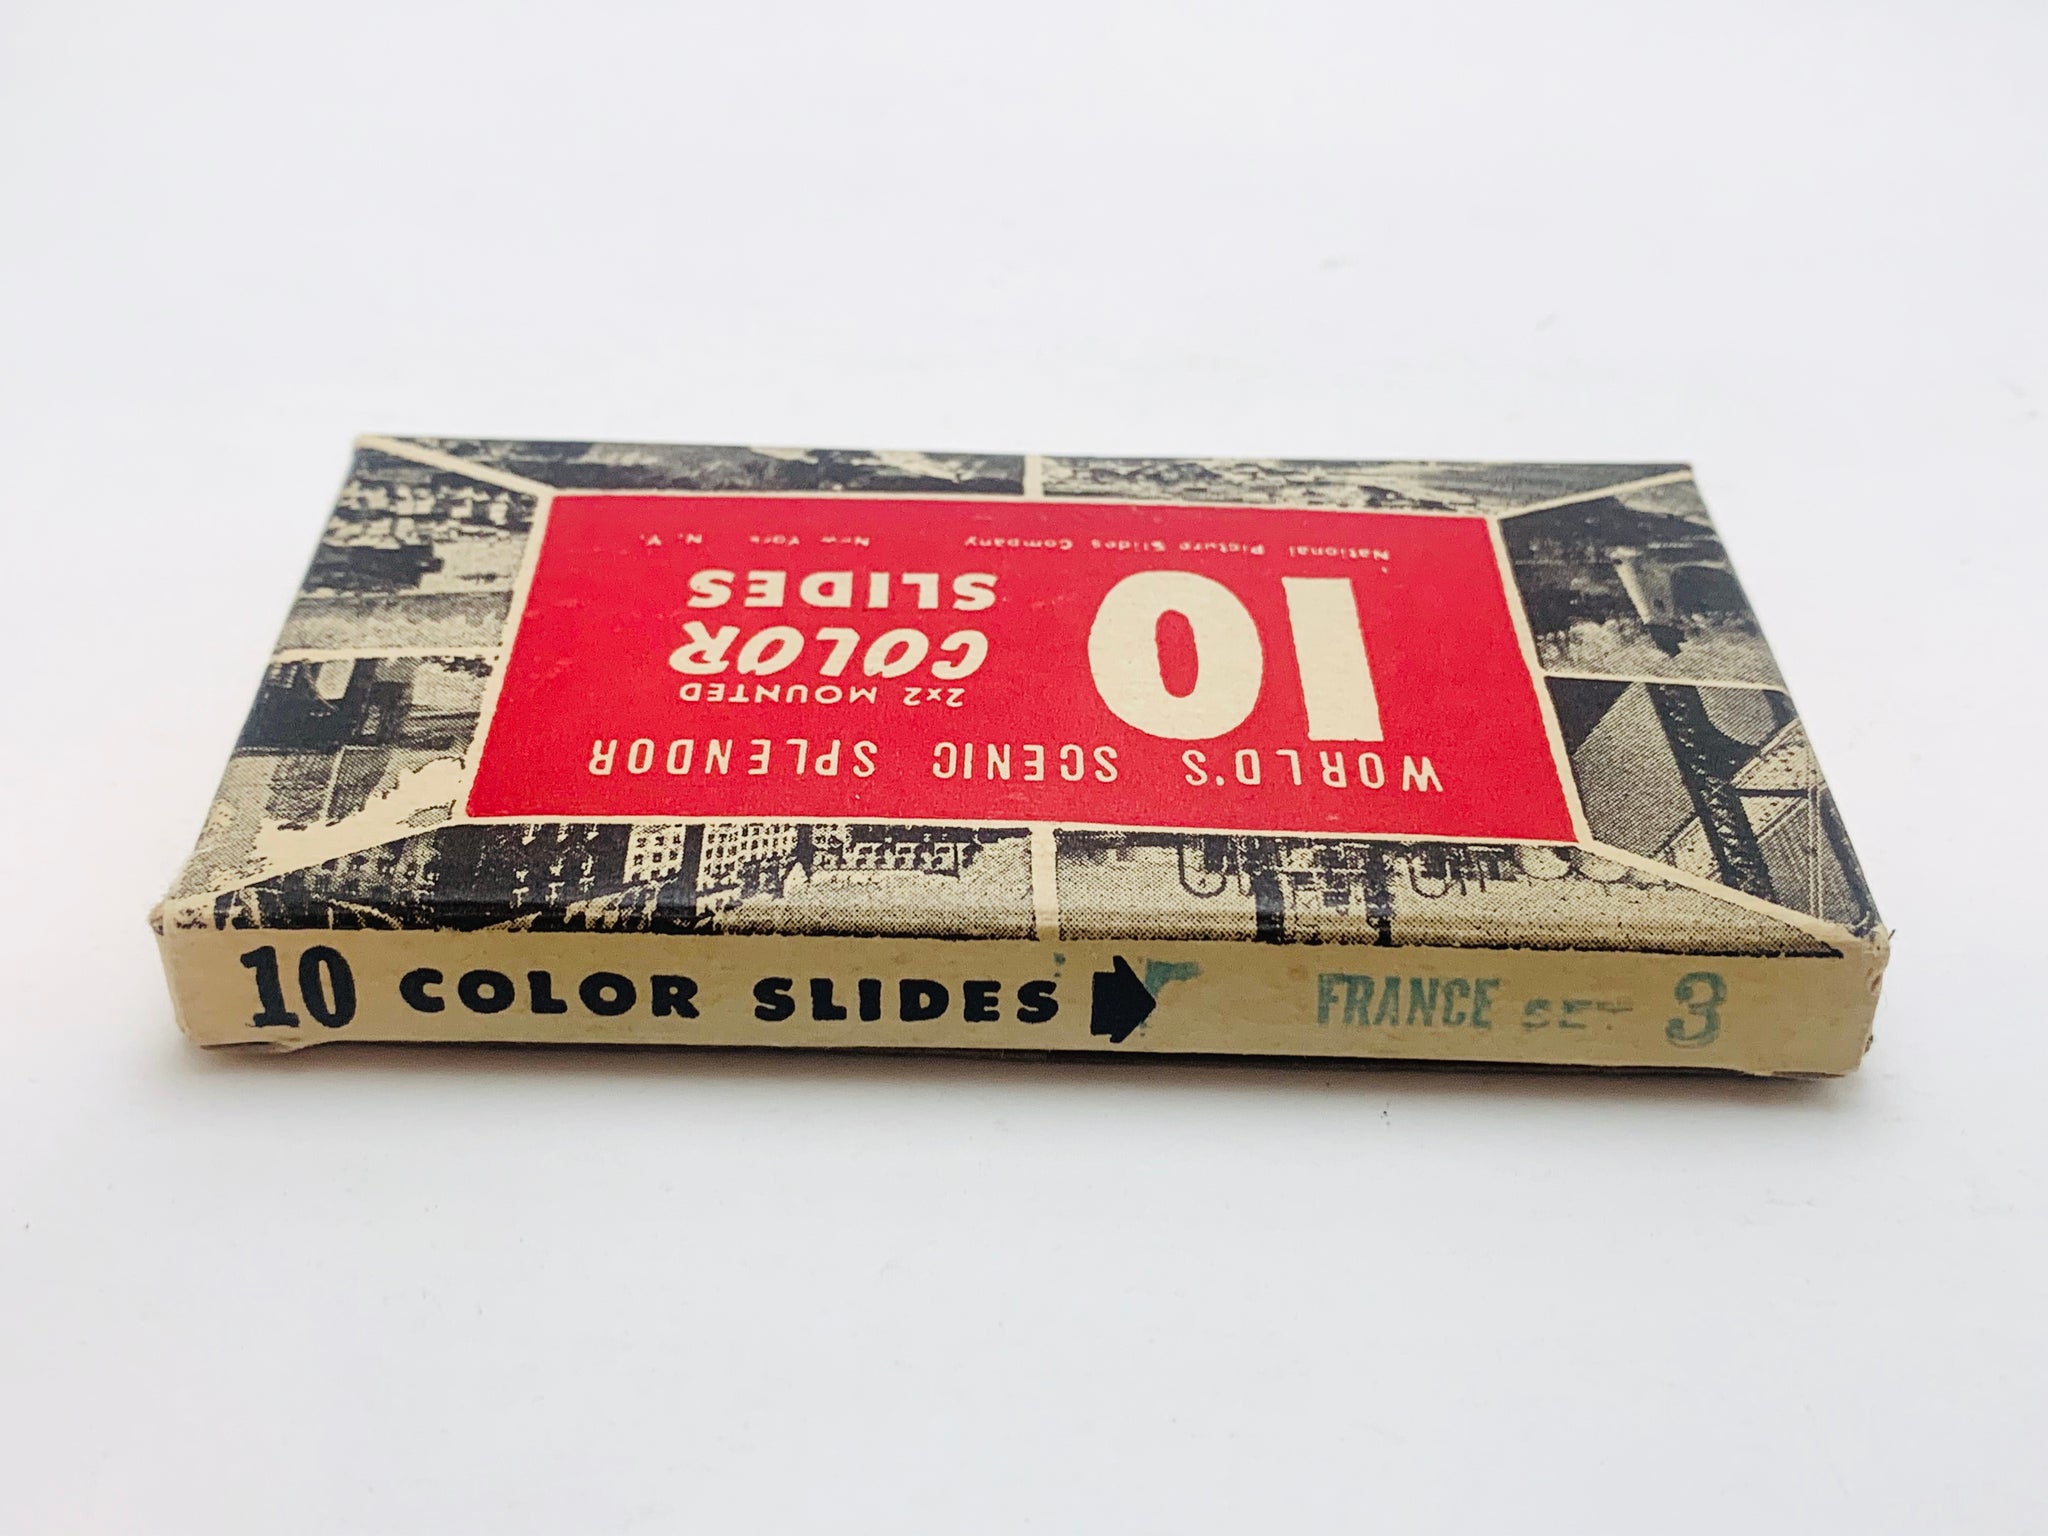 WORLD'S SCENIC SPLENDOR
10
2x2 MOUNTED
COLOR
SLIDES
National Picture Slides Company New York N. Y.
10 COLOR SLIDES
FRANCE SET 3